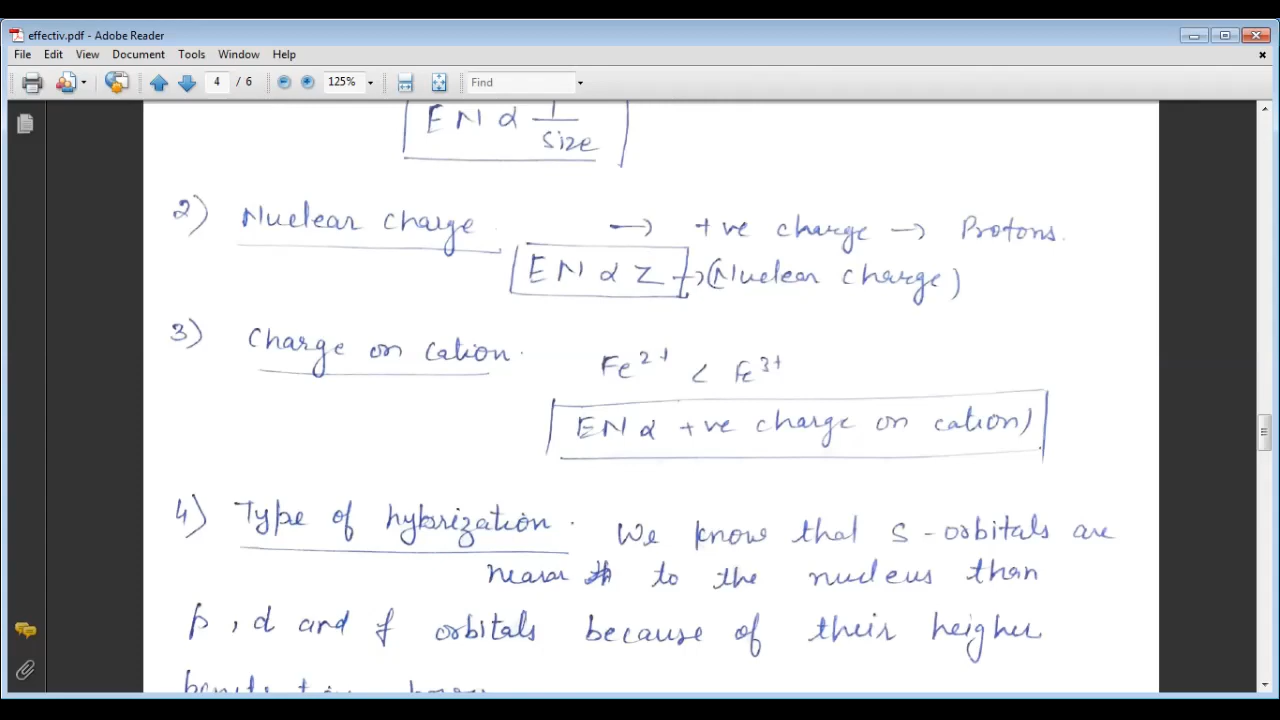 effectiv.pdf - Adobe Reader
File Edit View Document Tools Window Help
4 / 6 125% Find
EN ∝ 1/size
2) Nuclear charge → +ve charge → Protons.
EN ∝ Z → (Nuclear charge)
3) Charge on cation.
Fe²⁺ < Fe³⁺
EN ∝ +ve charge on cation)
4) Type of hybrization. We know that s-orbitals are
nearar to the nucleus than
p, d and f orbitals because of their heigher